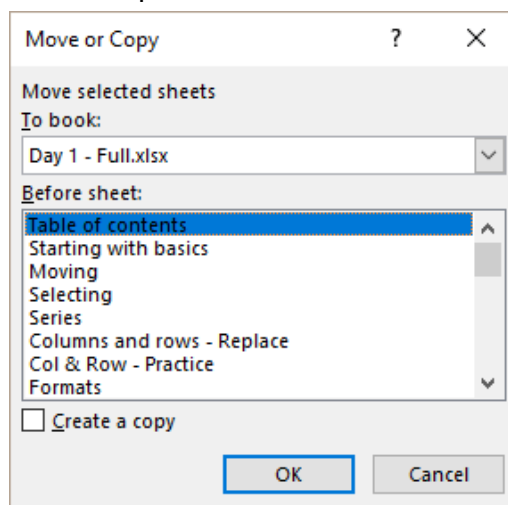 Move or Copy ?
Move selected sheets
To book:
Day 1 - Full.xlsx
Before sheet:
Table of contents
Starting with basics
Moving
Selecting
Series
Columns and rows - Replace
Col & Row - Practice
Formats
Create a copy
OK Cancel